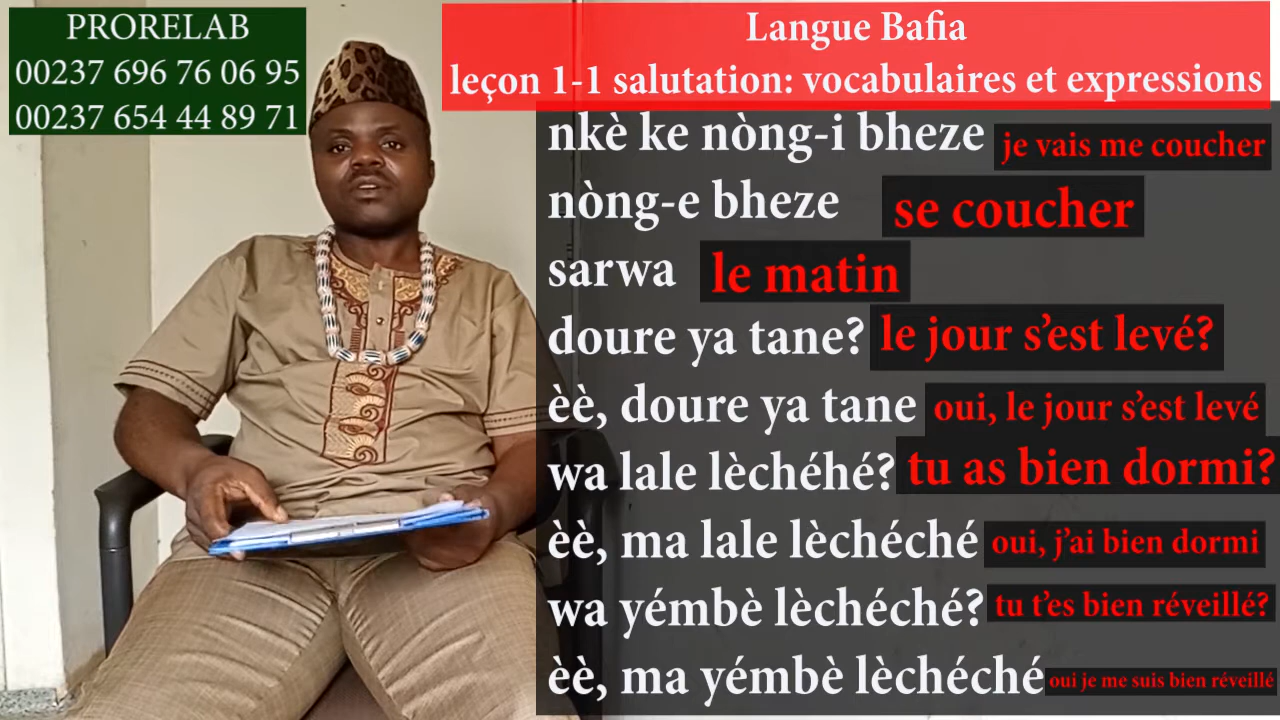 PRORELAB
00237 696 76 06 95
00237 654 44 89 71
Langue Bafia
leçon 1-1 salutation: vocabulaires et expressions
nkè ke nòng-i bheze je vais me coucher
nòng-e bheze se coucher
sarwa le matin
doure ya tane? le jour s'est levé?
èè, doure ya tane oui, le jour s'est levé
wa lale lèchéhé? tu as bien dormi?
èè, ma lale lèchéché oui, j'ai bien dormi
wa yémbè lèchéché? tu t'es bien réveillé?
èè, ma yémbè lèchéché oui je me suis bien réveillé